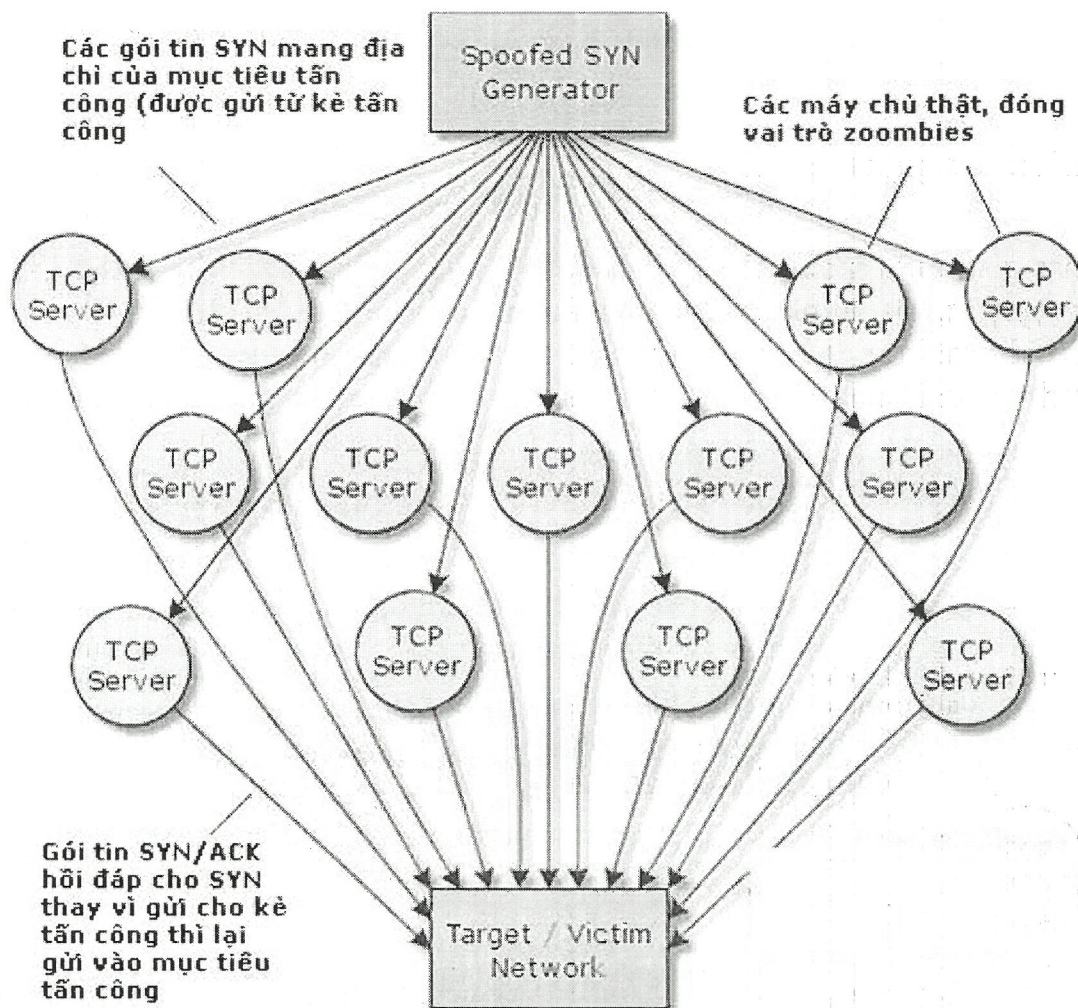 Các gói tin SYN mang địa
chỉ của mục tiêu tấn
công (được gửi từ kẻ tấn
công
Spoofed SYN
Generator
Các máy chủ thật, đóng
vai trò zoombies
TCP
Server
TCP
Server
TCP
Server
TCP
Server
TCP
Server
TCP
Server
TCP
Server
TCP
Server
TCP
Server
TCP
Server
TCP
Server
TCP
Server
TCP
Server
Gói tin SYN/ACK
hồi đáp cho SYN
thay vì gửi cho kẻ
tấn công thì lại
gửi vào mục tiêu
tấn công
Target / Victim
Network